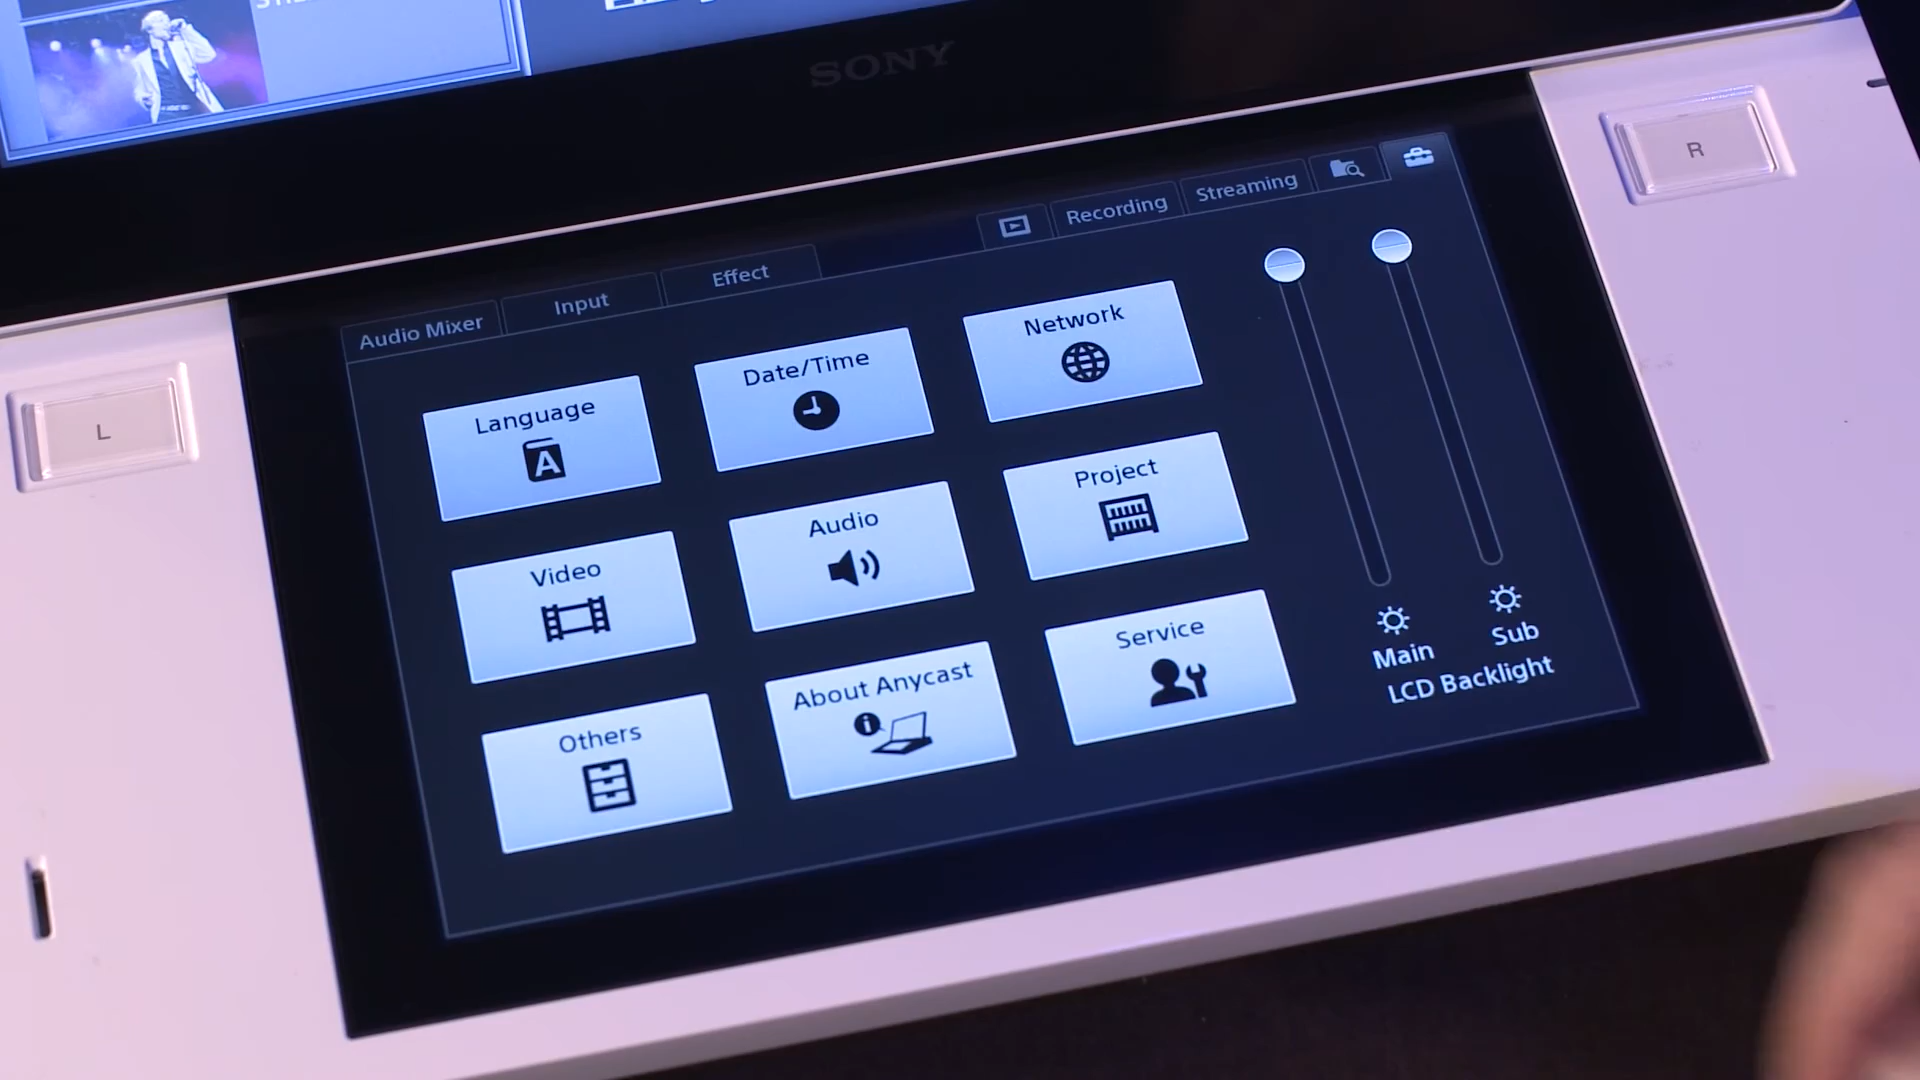 SONY
R
L
Audio Mixer
Input
Effect
Recording
Streaming
Language
A
Date/Time
Network
Video
Audio
Project
Others
About Anycast
Service
Main
Sub
LCD Backlight